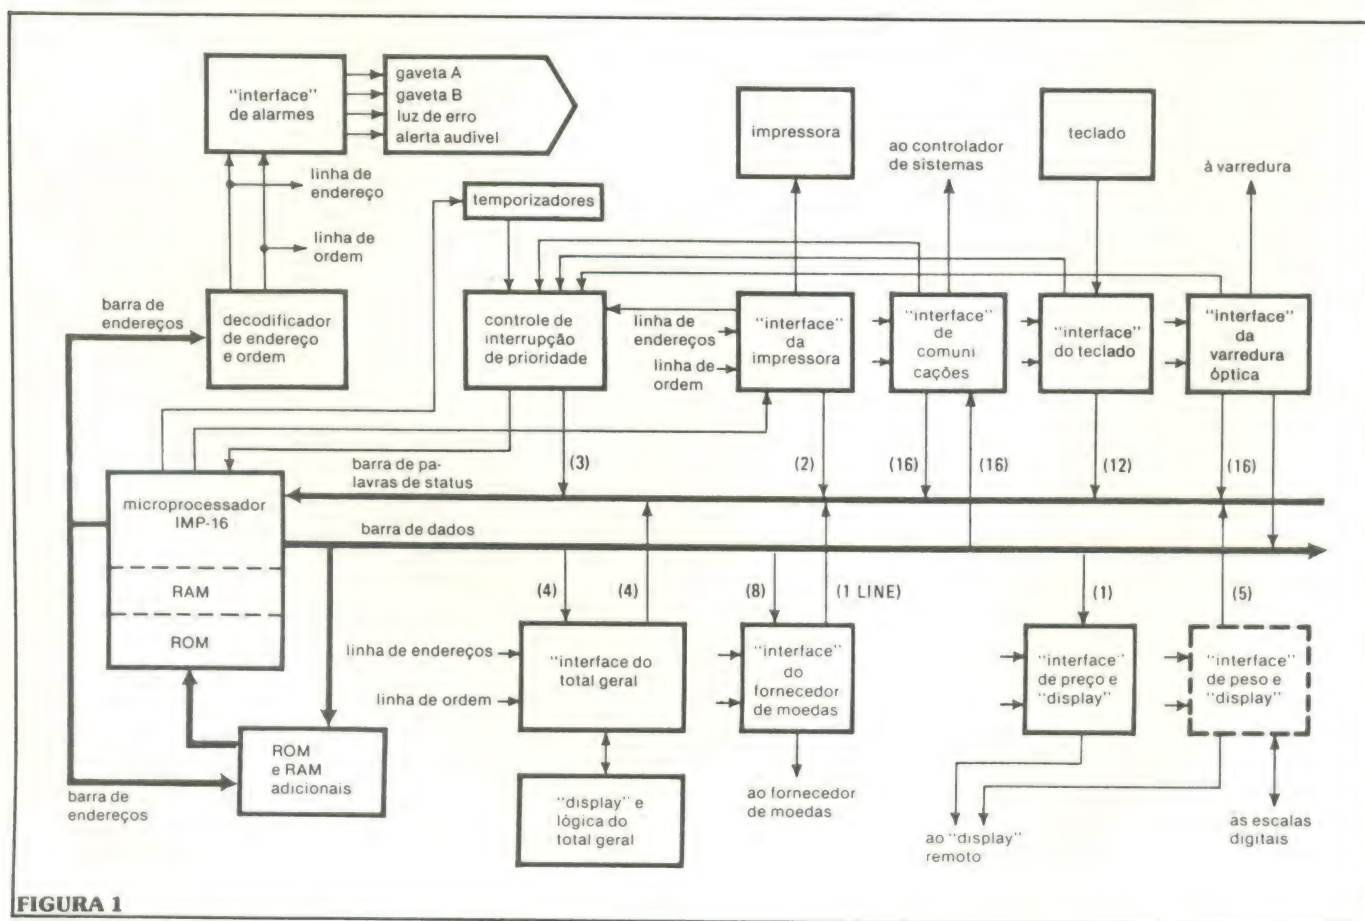 "interface"
de alarmes
gaveta A
gaveta B
luz de erro
alerta audível
impressora
ao controlador
de sistemas
teclado
à varredura
linha de
endereço
linha de
ordem
temporizadores
barra de
endereços
decodificador
de endereço
e ordem
controle de
interrupção
de prioridade
linha de
endereços
linha de
ordem
"interface"
da
impressora
"interface"
de
comuni
cações
"interface"
do teclado
"interface"
da
varredura
óptica
(3)
(2)
(16)
(16)
(12)
(16)
barra de pa-
lavras de status
microprocessador
IMP-16
RAM
ROM
barra de dados
(4)
(4)
(8)
(1 LINE)
(1)
(5)
linha de endereços
linha de ordem
"interface do
total geral
"interface"
do
fornecedor
de moedas
"interface"
de preço e
"display"
"interface"
de peso e
"display"
ROM
e RAM
adicionais
barra de
endereços
"display" e
lógica do
total geral
ao fornecedor
de moedas
ao "display"
remoto
às escalas
digitais
FIGURA 1